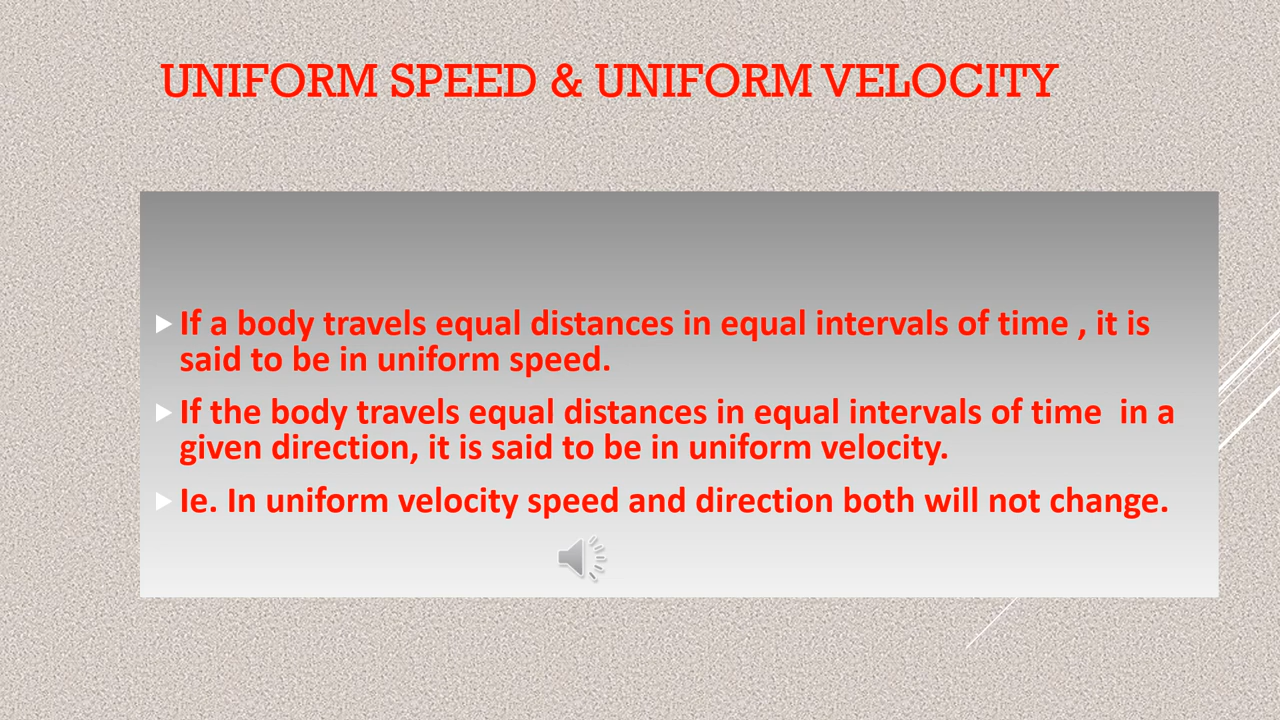 UNIFORM SPEED & UNIFORM VELOCITY
If a body travels equal distances in equal intervals of time , it is
said to be in uniform speed.
If the body travels equal distances in equal intervals of time  in a
given direction, it is said to be in uniform velocity.
Ie. In uniform velocity speed and direction both will not change.